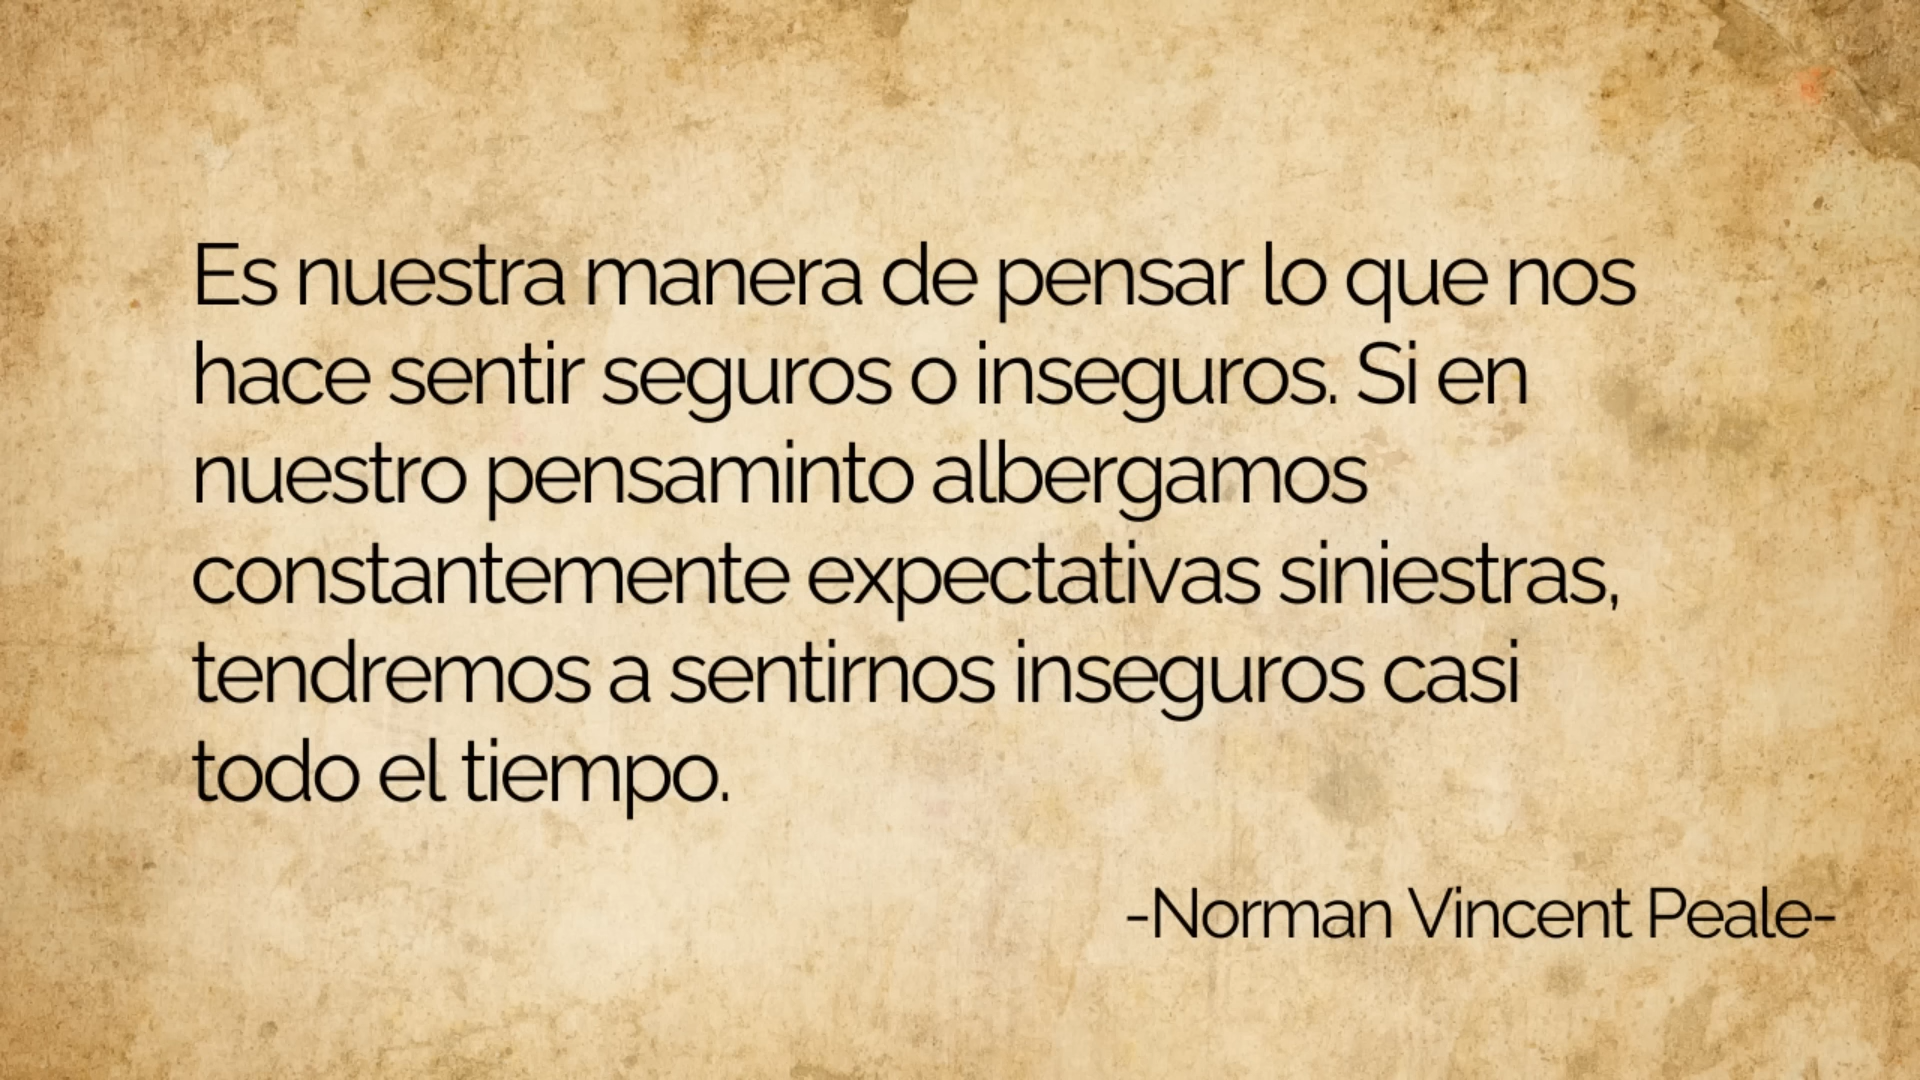 Es nuestra manera de pensar lo que nos
hace sentir seguros o inseguros. Si en
nuestro pensaminto albergamos
constantemente expectativas siniestras,
tendremos a sentirnos inseguros casi
todo el tiempo.
-Norman Vincent Peale-